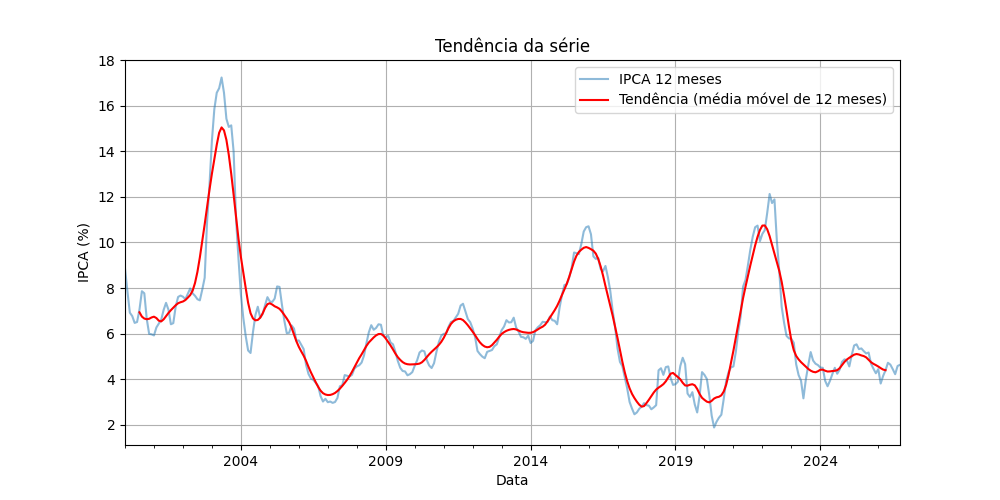 Tendência da série
IPCA 12 meses
Tendência (média móvel de 12 meses)
IPCA (%)
18
16
14
12
10
8
6
4
2
2004
2009
2014
2019
2024
Data